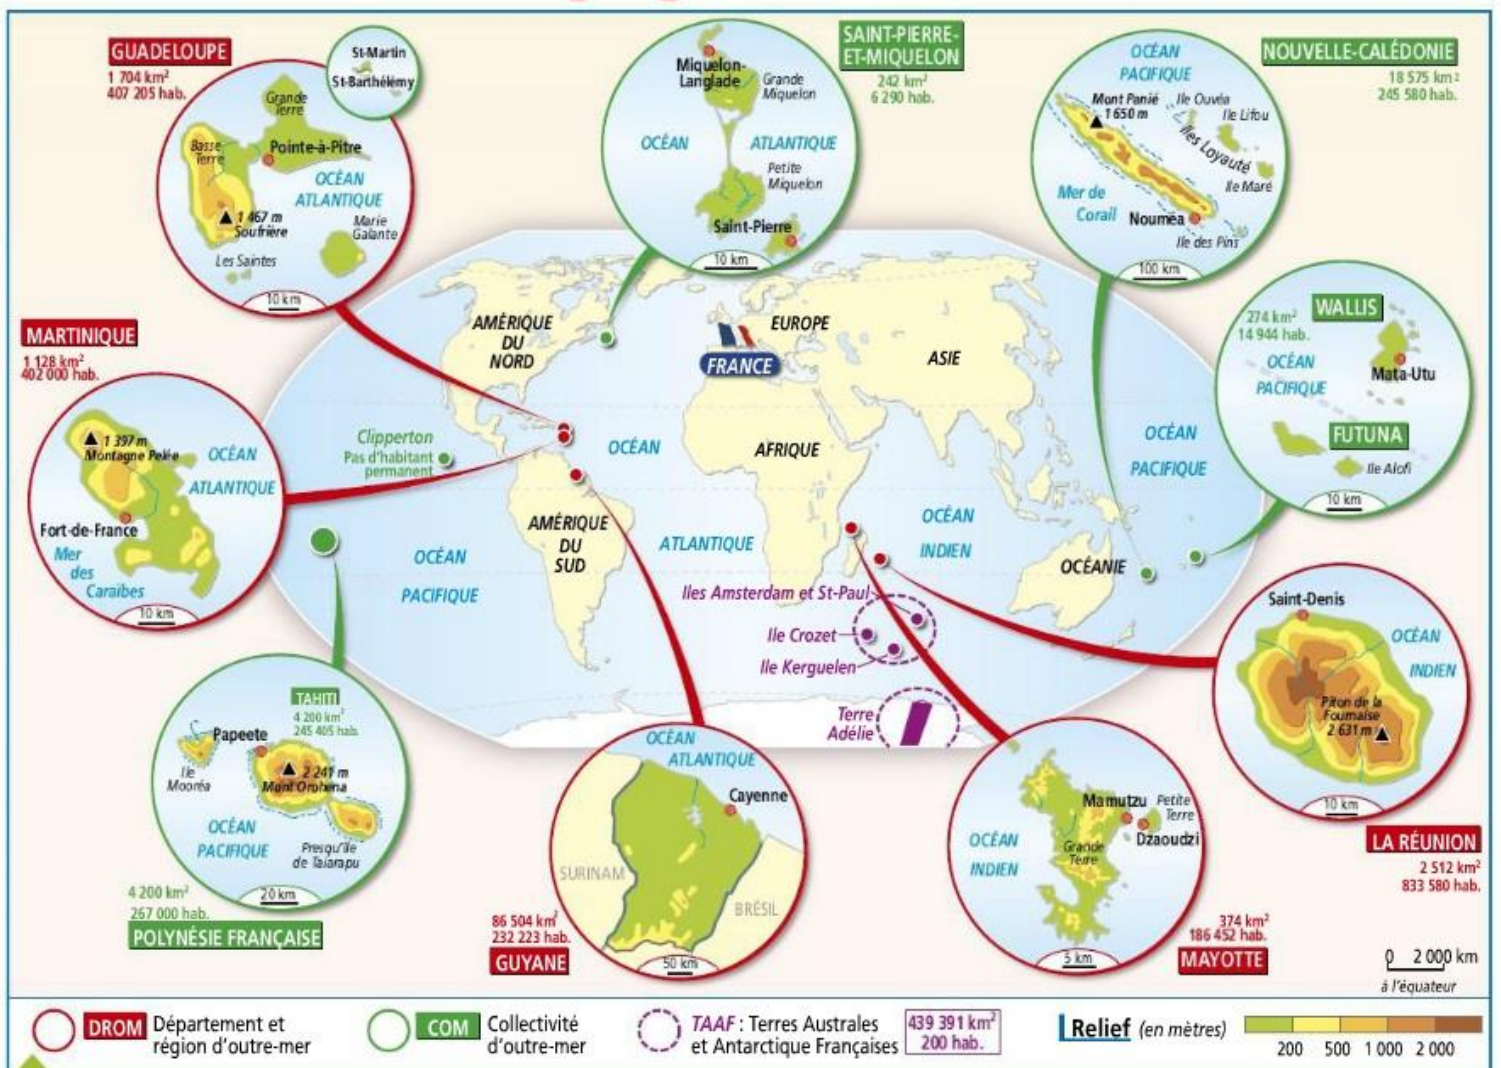 GUADELOUPE
1 704 km²
407 205 hab.
St-Martin
St-Barthélémy
Grande
Terre
Basse
Terre
Pointe-à-Pitre
OCÉAN
ATLANTIQUE
1 467 m
Soufrière
Marie
Galante
Les Saintes
10 km
SAINT-PIERRE-
ET-MIQUELON
242 km²
6 290 hab.
Miquelon-
Langlade
Grande
Miquelon
OCÉAN
ATLANTIQUE
Petite
Miquelon
Saint-Pierre
10 km
NOUVELLE-CALÉDONIE
18 575 km²
245 580 hab.
OCÉAN
PACIFIQUE
Mont Panié
1 650 m
Ile Ouvéa
Ile Lifou
Iles Loyauté
Ile Maré
Mer de
Corail
Nouméa
Ile des Pins
100 km
WALLIS
274 km²
14 944 hab.
OCÉAN
PACIFIQUE
Mata-Utu
FUTUNA
Ile Alofi
10 km
MARTINIQUE
1 128 km²
402 000 hab.
1 397 m
Montagne Pelée
OCÉAN
ATLANTIQUE
Fort-de-France
Mer
des
Caraïbes
10 km
AMÉRIQUE
DU
NORD
EUROPE
ASIE
FRANCE
Clipperton
Pas d'habitant
permanent
OCÉAN
AFRIQUE
OCÉAN
PACIFIQUE
AMÉRIQUE
DU
SUD
OCÉAN
PACIFIQUE
ATLANTIQUE
OCÉAN
INDIEN
OCÉANIE
Iles Amsterdam et St-Paul
Ile Crozet
Ile Kerguelen
Terre
Adélie
TAHITI
4 200 km²
245 405 hab.
Papeete
Ile
Mooréa
2 241 m
Mont Orohena
OCÉAN
PACIFIQUE
Presqu'île
de Taiarapu
20 km
4 200 km²
267 000 hab.
POLYNÉSIE FRANÇAISE
OCÉAN
ATLANTIQUE
Cayenne
SURINAM
BRÉSIL
50 km
86 504 km²
232 223 hab.
GUYANE
Mamutzu
Petite
Terre
Dzaoudzi
Grande
Terre
OCÉAN
INDIEN
5 km
374 km²
186 452 hab.
MAYOTTE
Saint-Denis
OCÉAN
INDIEN
Piton de la
Fournaise
2 631 m
10 km
LA RÉUNION
2 512 km²
833 580 hab.
0 2 000 km
à l'équateur
DROM Département et
région d'outre-mer
COM Collectivité
d'outre-mer
TAAF : Terres Australes
et Antarctique Françaises
439 391 km²
200 hab.
Relief (en mètres)
200 500 1 000 2 000